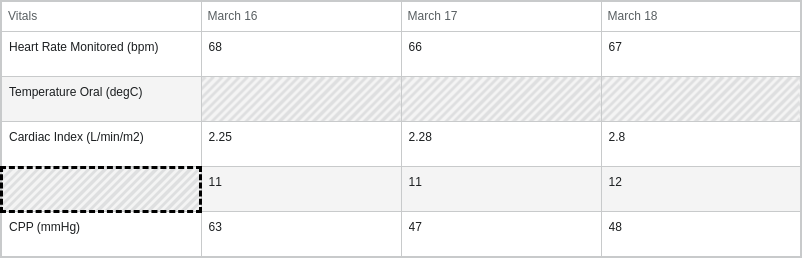 Vitals March 16 March 17 March 18
Heart Rate Monitored (bpm) 68 66 67
Temperature Oral (degC)
Cardiac Index (L/min/m2) 2.25 2.28 2.8
11 11 12
CPP (mmHg) 63 47 48